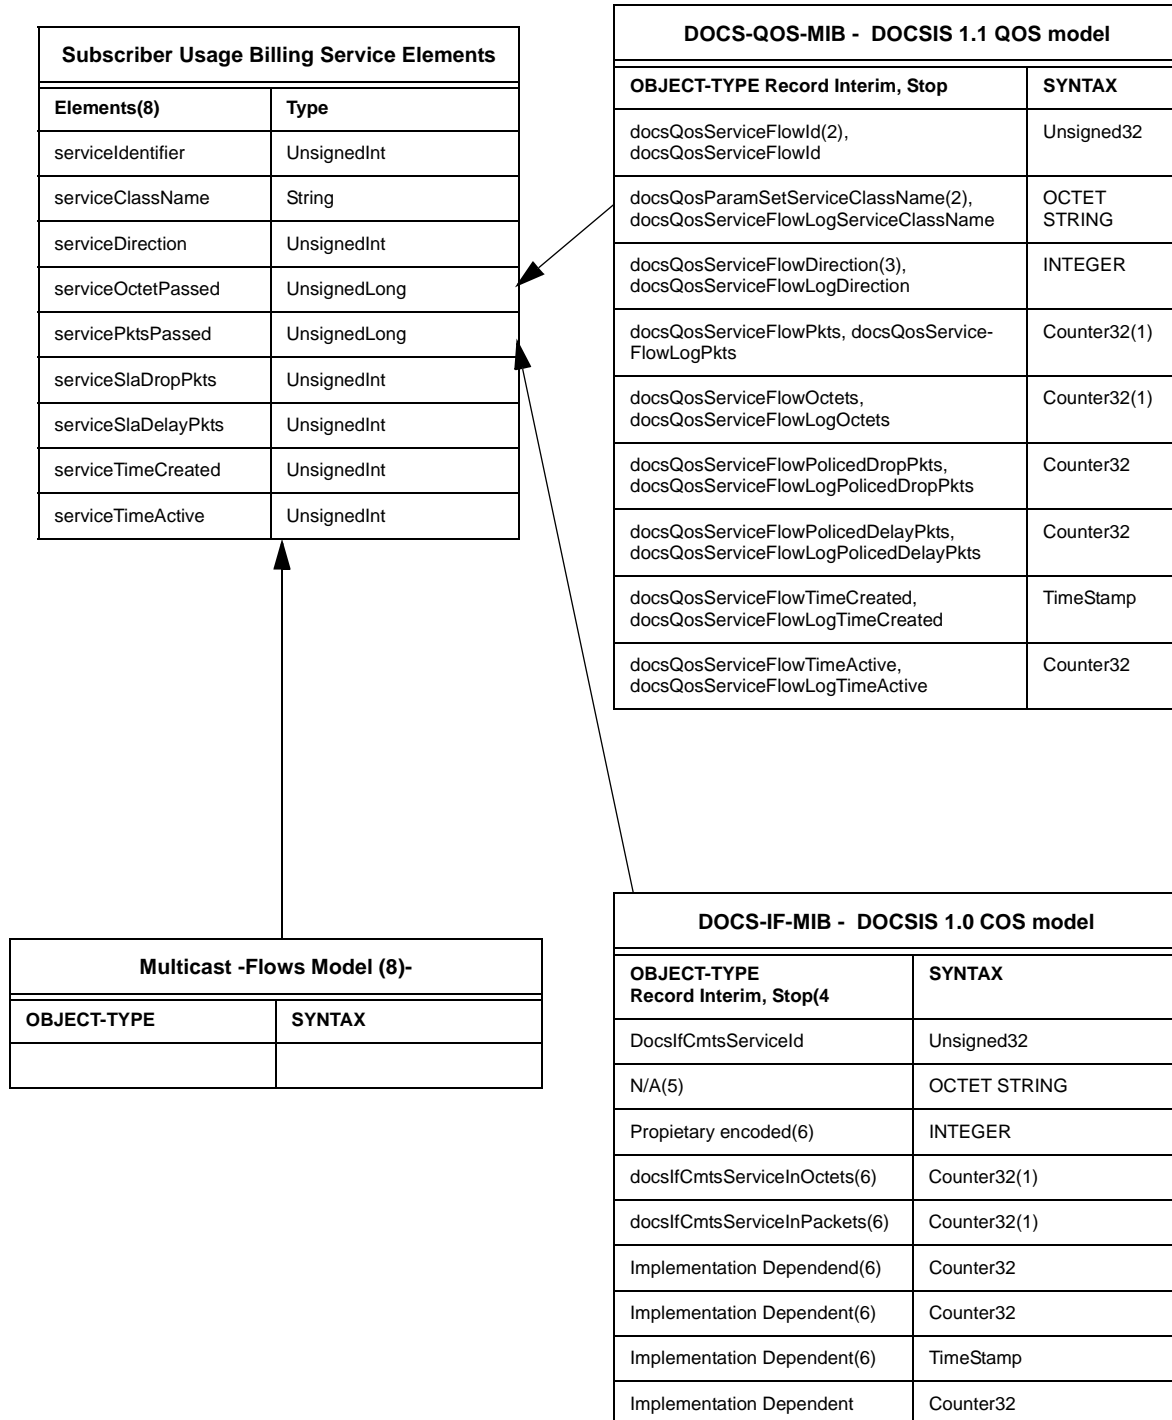 Subscriber Usage Billing Service Elements
Elements(8) Type
serviceIdentifier UnsignedInt
serviceClassName String
serviceDirection UnsignedInt
serviceOctetPassed UnsignedLong
servicePktsPassed UnsignedLong
serviceSlaDropPkts UnsignedInt
serviceSlaDelayPkts UnsignedInt
serviceTimeCreated UnsignedInt
serviceTimeActive UnsignedInt
DOCS-QOS-MIB - DOCSIS 1.1 QOS model
OBJECT-TYPE Record Interim, Stop SYNTAX
docsQosServiceFlowId(2), Unsigned32
docsQosServiceFlowId
docsQosParamSetServiceClassName(2), OCTET
docsQosServiceFlowLogServiceClassName STRING
docsQosServiceFlowDirection(3), INTEGER
docsQosServiceFlowLogDirection
docsQosServiceFlowPkts, docsQosService- Counter32(1)
FlowLogPkts
docsQosServiceFlowOctets, Counter32(1)
docsQosServiceFlowLogOctets
docsQosServiceFlowPolicedDropPkts, Counter32
docsQosServiceFlowLogPolicedDropPkts
docsQosServiceFlowPolicedDelayPkts, Counter32
docsQosServiceFlowLogPolicedDelayPkts
docsQosServiceFlowTimeCreated, TimeStamp
docsQosServiceFlowLogTimeCreated
docsQosServiceFlowTimeActive, Counter32
docsQosServiceFlowLogTimeActive
Multicast -Flows Model (8)-
OBJECT-TYPE SYNTAX
DOCS-IF-MIB - DOCSIS 1.0 COS model
OBJECT-TYPE SYNTAX
Record Interim, Stop(4
DocsIfCmtsServiceId Unsigned32
N/A(5) OCTET STRING
Propietary encoded(6) INTEGER
docsIfCmtsServiceInOctets(6) Counter32(1)
docsIfCmtsServiceInPackets(6) Counter32(1)
Implementation Dependend(6) Counter32
Implementation Dependent(6) Counter32
Implementation Dependent(6) TimeStamp
Implementation Dependent Counter32